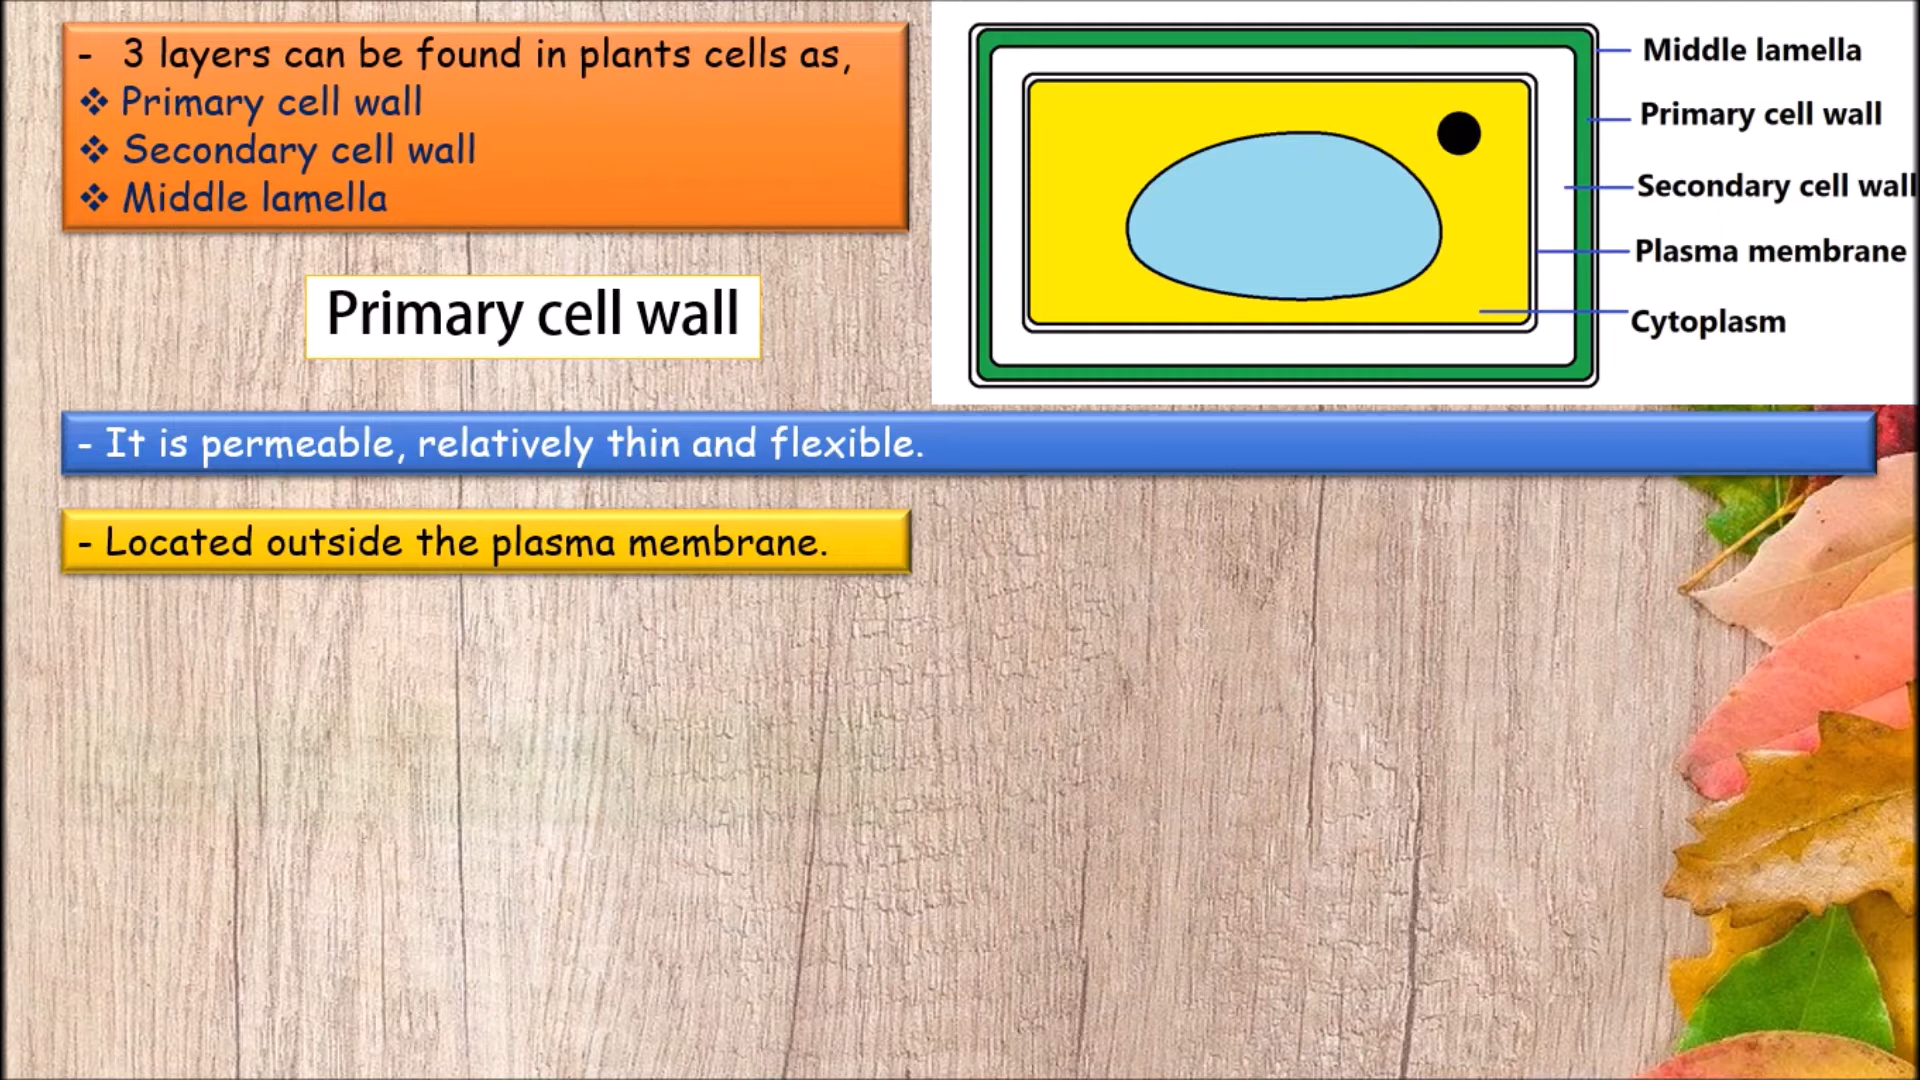 - 3 layers can be found in plants cells as,
❖ Primary cell wall
❖ Secondary cell wall
❖ Middle lamella
Middle lamella
Primary cell wall
Secondary cell wall
Plasma membrane
Cytoplasm
Primary cell wall
- It is permeable, relatively thin and flexible.
- Located outside the plasma membrane.